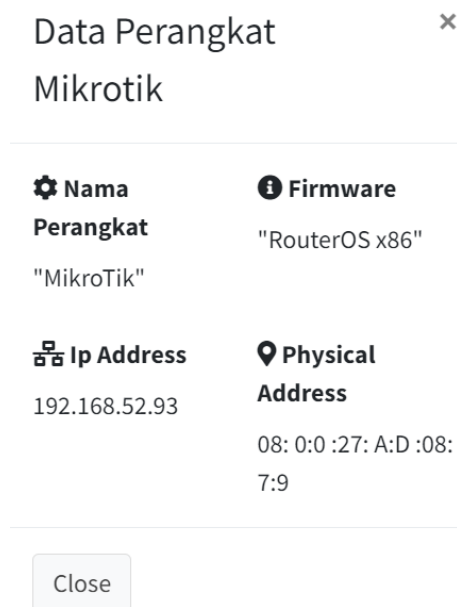 Data Perangkat
Mikrotik
×
Nama
Perangkat
"MikroTik"
Firmware
"RouterOS x86"
Ip Address
192.168.52.93
Physical
Address
08: 0:0 :27: A:D :08:
7:9
Close